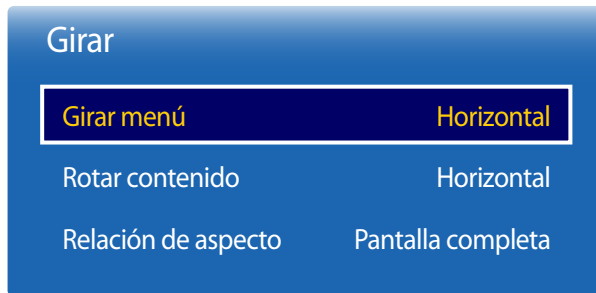 Girar
Girar menú Horizontal
Rotar contenido Horizontal
Relación de aspecto Pantalla completa